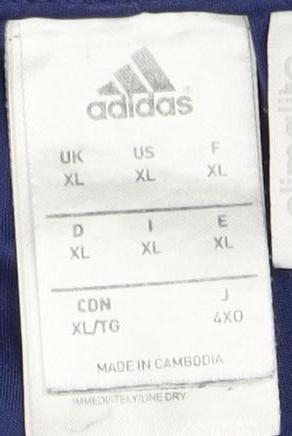 adidas®
UK US F
XL XL XL
D I E
XL XL XL
CDN J
XL/TG 4XO
MADE IN CAMBODIA
IMMEDIATELY/LINE DRY
climalite